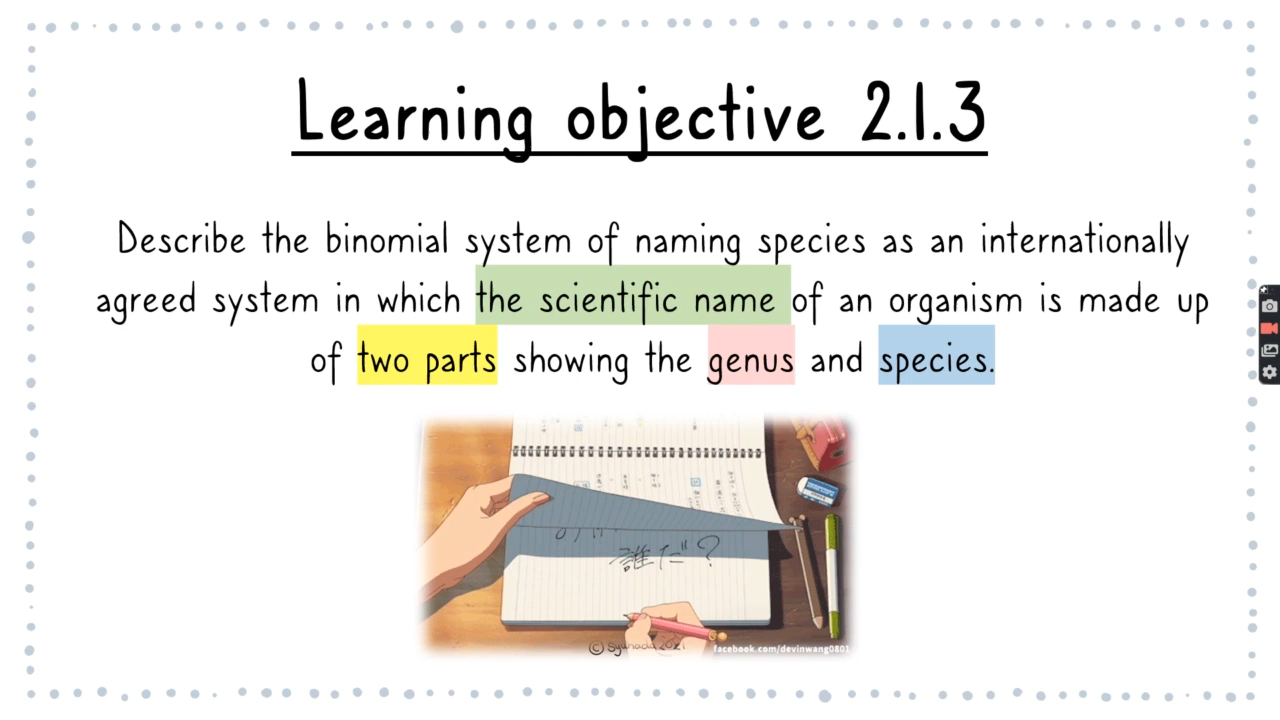 Learning objective 2.1.3
Describe the binomial system of naming species as an internationally
agreed system in which the scientific name of an organism is made up
of two parts showing the genus and species.
誰だ?
© Syuhada 2021
facebook.com/devinwang0801